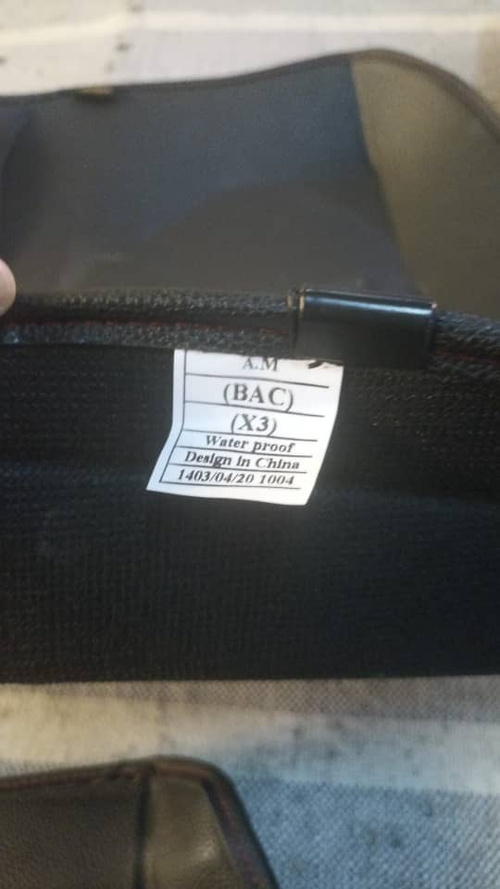 A.M
(BAC)
(X3)
Water proof
Design in China
1403/04/20 1004